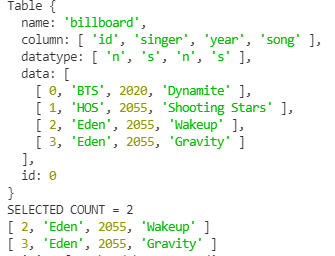 Table {
  name: 'billboard',
  column: [ 'id', 'singer', 'year', 'song' ],
  datatype: [ 'n', 's', 'n', 's' ],
  data: [
    [ 0, 'BTS', 2020, 'Dynamite' ],
    [ 1, 'HOS', 2055, 'Shooting Stars' ],
    [ 2, 'Eden', 2055, 'Wakeup' ],
    [ 3, 'Eden', 2055, 'Gravity' ]
  ],
  id: 0
}
SELECTED COUNT = 2
[ 2, 'Eden', 2055, 'Wakeup' ]
[ 3, 'Eden', 2055, 'Gravity' ]